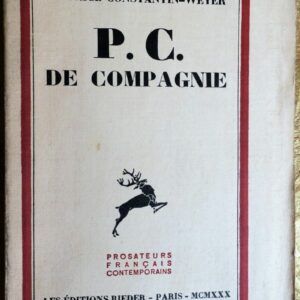 CONSTANTIN-WEYER
P. C.
DE COMPAGNIE
PROSATEURS
FRANÇAIS
CONTEMPORAINS
LES ÉDITIONS RIEDER - PARIS - MCMXXX